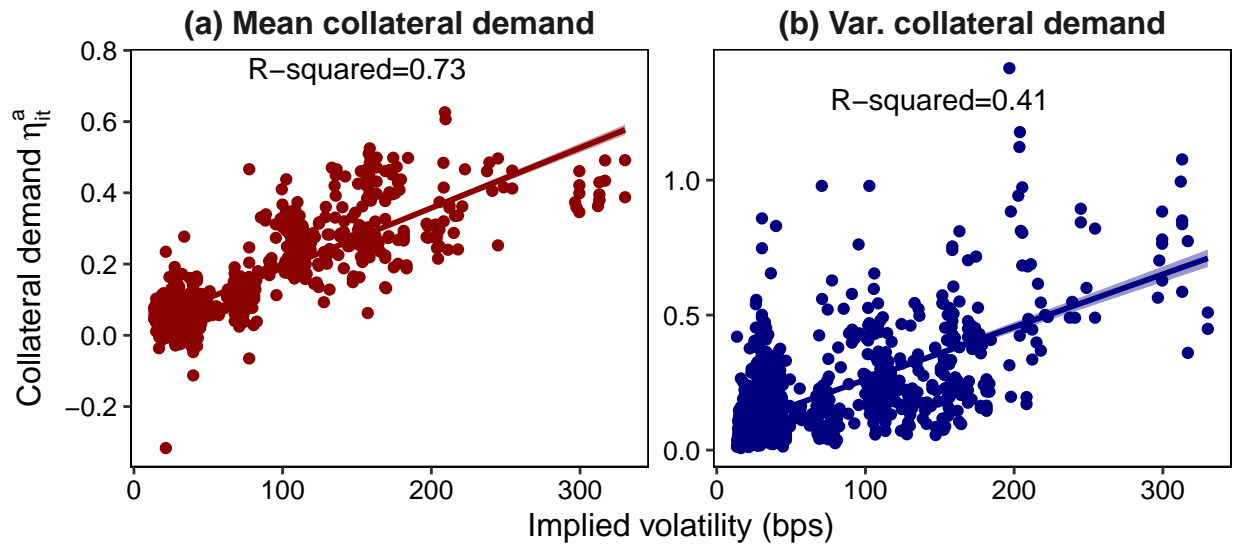 (a) Mean collateral demand
(b) Var. collateral demand
R−squared=0.73
R−squared=0.41
Collateral demand η_it^a
0.8
0.6
0.4
0.2
0.0
−0.2
1.0
0.5
0.0
0 100 200 300
0 100 200 300
Implied volatility (bps)